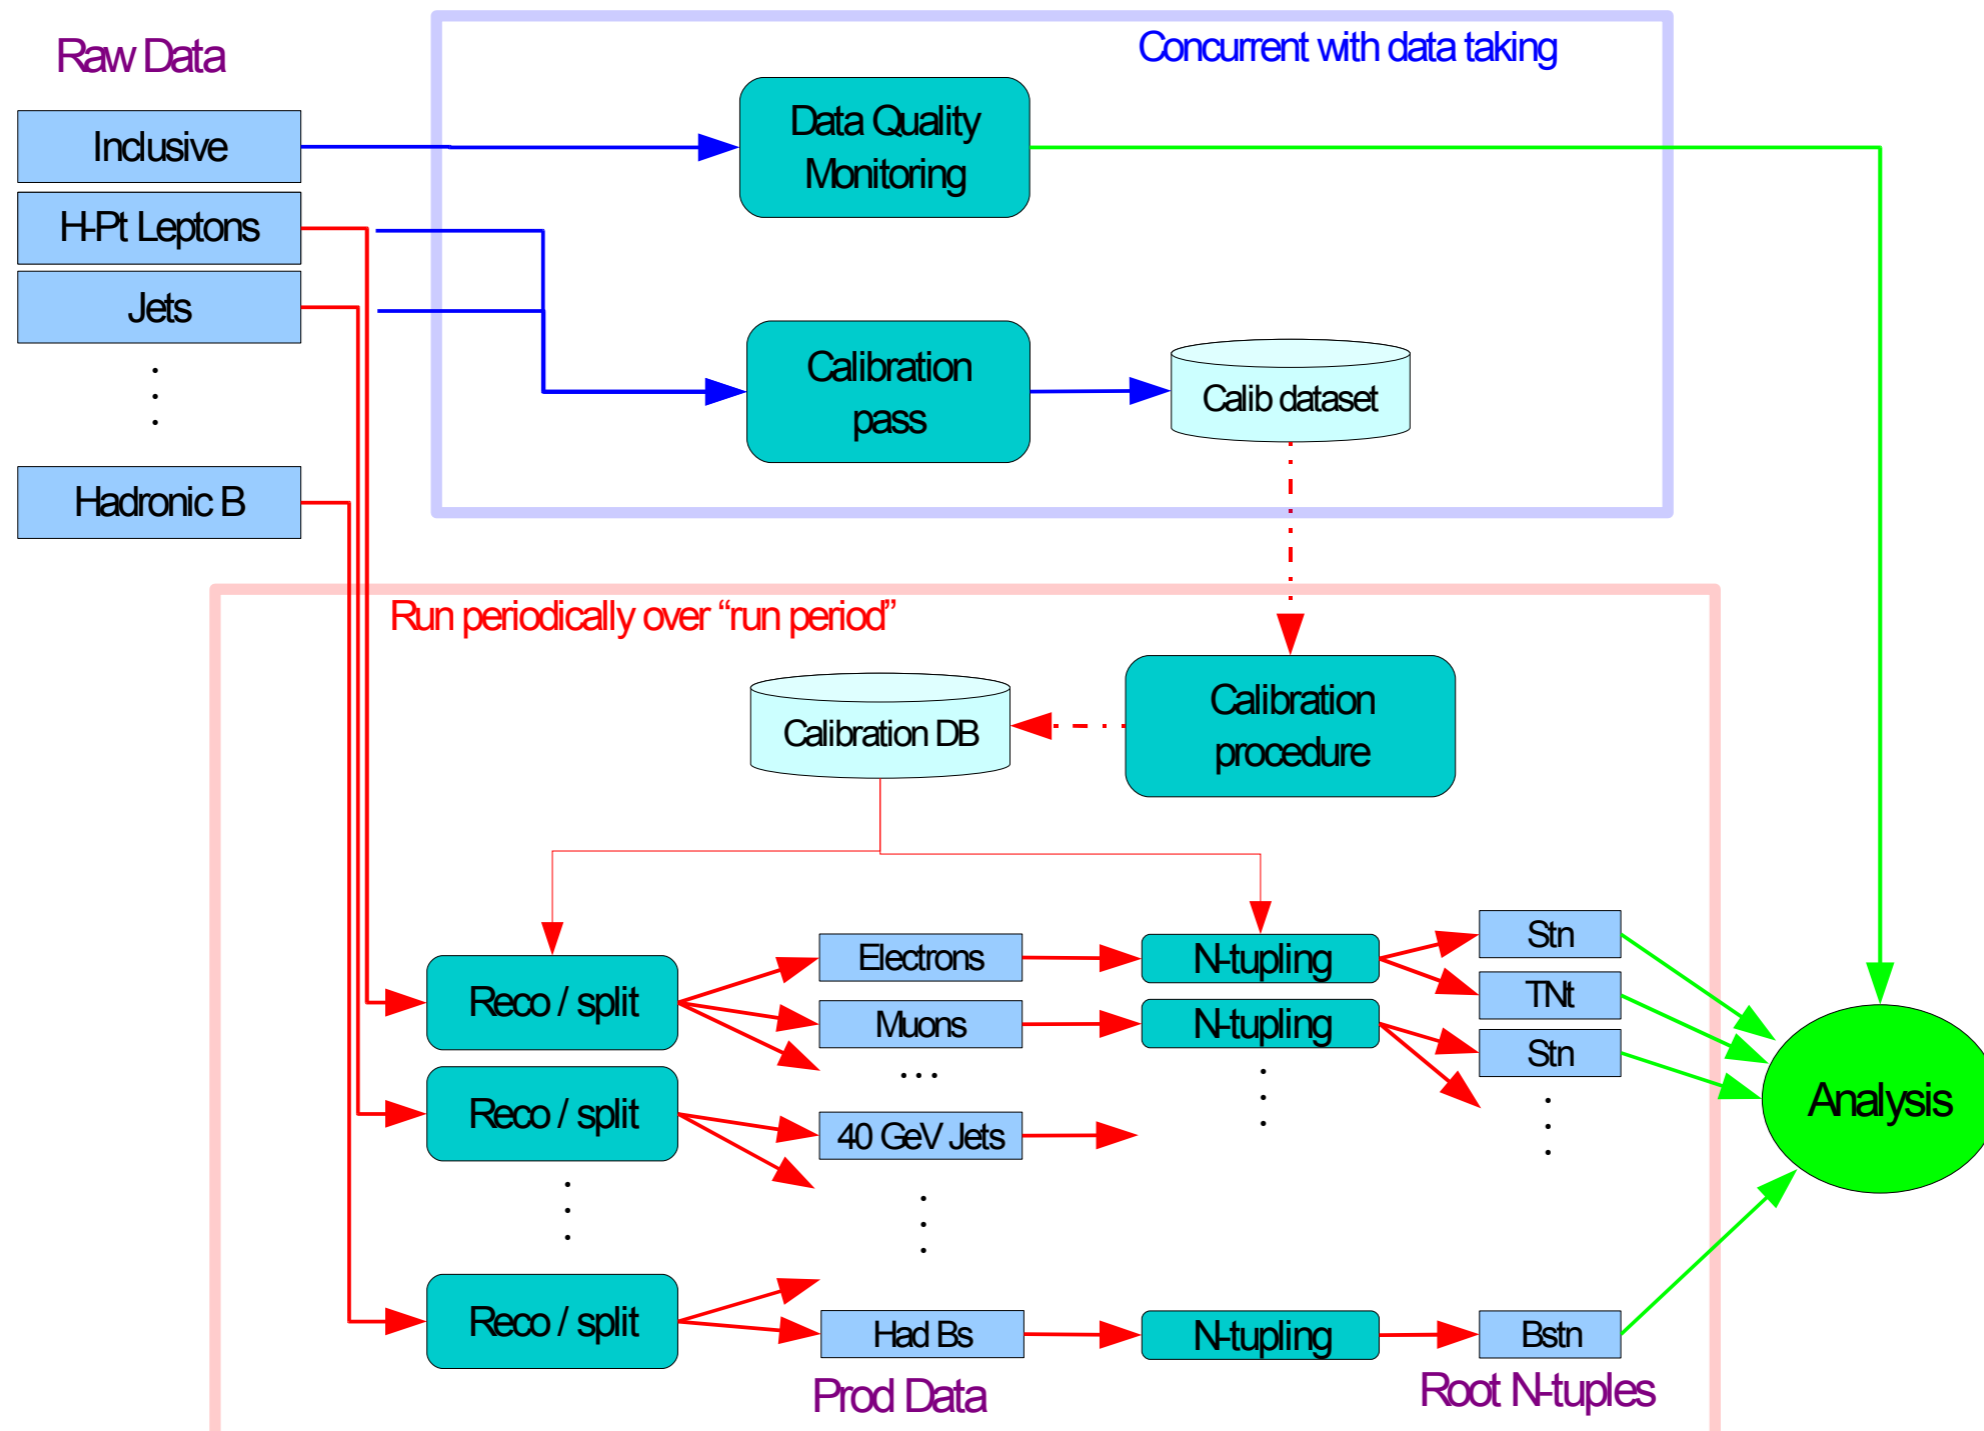 Raw Data
Concurrent with data taking
Inclusive
Data Quality
Monitoring
H-Pt Leptons
Jets
Calibration
pass
Calib dataset
Hadronic B
Run periodically over “run period”
Calibration
procedure
Calibration DB
Reco / split
Electrons
N-tupling
Stn
TNt
Muons
N-tupling
Stn
...
Reco / split
40 GeV Jets
Analysis
Reco / split
Had Bs
N-tupling
Bstn
Prod Data
Root N-tuples